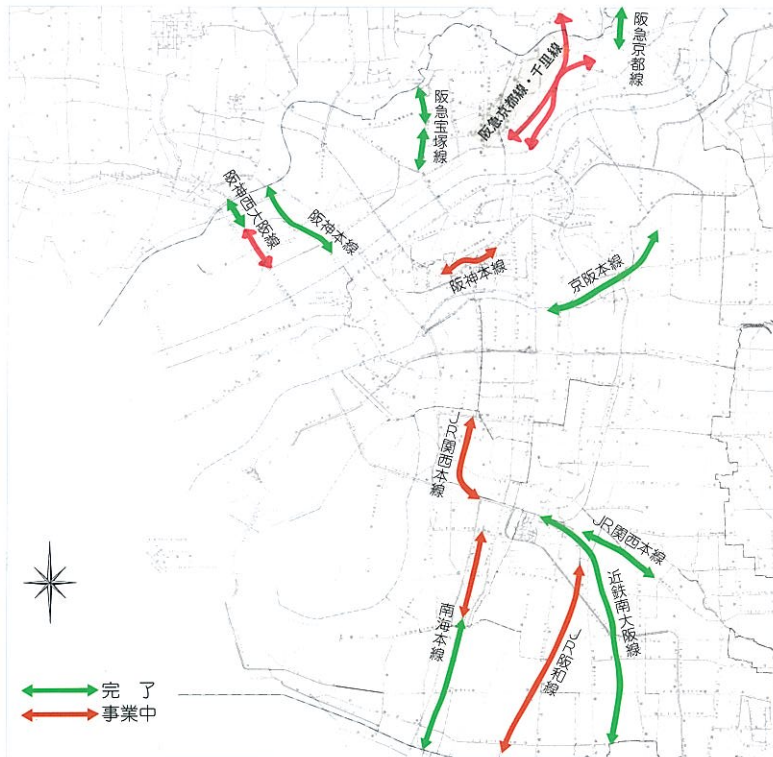 阪急京都線
阪急京都線・千里線
阪急宝塚線
阪神西大阪線
阪神本線
阪神本線
京阪本線
JR関西本線
JR関西本線
近鉄南大阪線
南海本線
JR阪和線
完 了
事業中